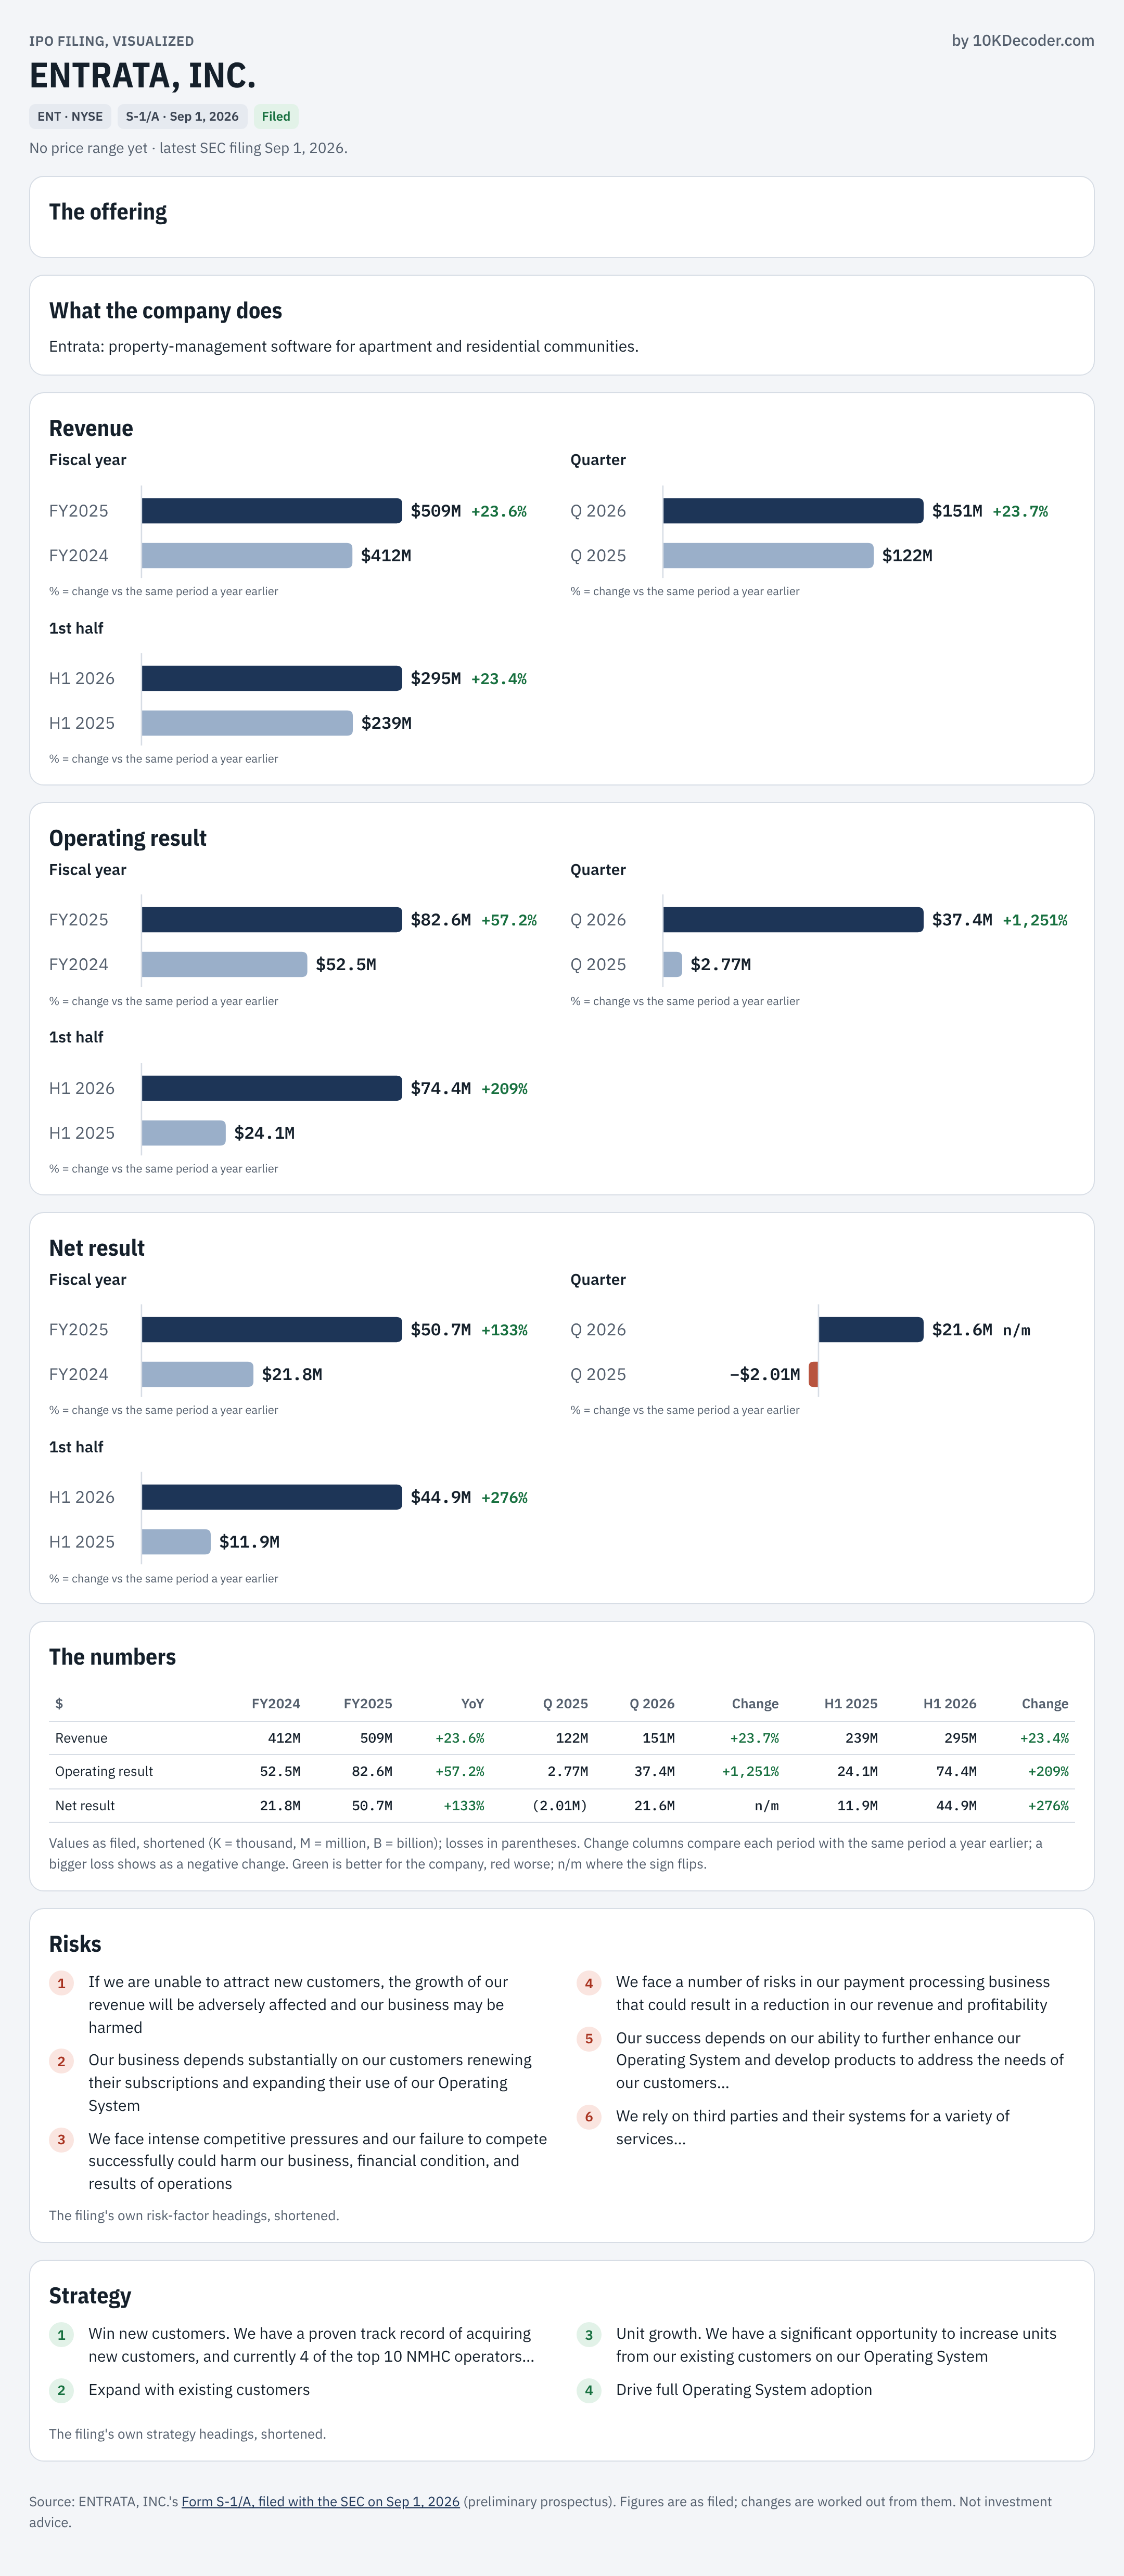 IPO FILING, VISUALIZED
by 10KDecoder.com
ENTRATA, INC.
ENT · NYSE
S-1/A · Sep 1, 2026
Filed
No price range yet · latest SEC filing Sep 1, 2026.
The offering
What the company does
Entrata: property-management software for apartment and residential communities.
Revenue
Fiscal year
FY2025 $509M +23.6%
FY2024 $412M
% = change vs the same period a year earlier
Quarter
Q 2026 $151M +23.7%
Q 2025 $122M
% = change vs the same period a year earlier
1st half
H1 2026 $295M +23.4%
H1 2025 $239M
% = change vs the same period a year earlier
Operating result
Fiscal year
FY2025 $82.6M +57.2%
FY2024 $52.5M
% = change vs the same period a year earlier
Quarter
Q 2026 $37.4M +1,251%
Q 2025 $2.77M
% = change vs the same period a year earlier
1st half
H1 2026 $74.4M +209%
H1 2025 $24.1M
% = change vs the same period a year earlier
Net result
Fiscal year
FY2025 $50.7M +133%
FY2024 $21.8M
% = change vs the same period a year earlier
Quarter
Q 2026 $21.6M n/m
Q 2025 −$2.01M
% = change vs the same period a year earlier
1st half
H1 2026 $44.9M +276%
H1 2025 $11.9M
% = change vs the same period a year earlier
The numbers
$ FY2024 FY2025 YoY Q 2025 Q 2026 Change H1 2025 H1 2026 Change
Revenue 412M 509M +23.6% 122M 151M +23.7% 239M 295M +23.4%
Operating result 52.5M 82.6M +57.2% 2.77M 37.4M +1,251% 24.1M 74.4M +209%
Net result 21.8M 50.7M +133% (2.01M) 21.6M n/m 11.9M 44.9M +276%
Values as filed, shortened (K = thousand, M = million, B = billion); losses in parentheses. Change columns compare each period with the same period a year earlier; a
bigger loss shows as a negative change. Green is better for the company, red worse; n/m where the sign flips.
Risks
1 If we are unable to attract new customers, the growth of our
revenue will be adversely affected and our business may be
harmed
2 Our business depends substantially on our customers renewing
their subscriptions and expanding their use of our Operating
System
3 We face intense competitive pressures and our failure to compete
successfully could harm our business, financial condition, and
results of operations
4 We face a number of risks in our payment processing business
that could result in a reduction in our revenue and profitability
5 Our success depends on our ability to further enhance our
Operating System and develop products to address the needs of
our customers…
6 We rely on third parties and their systems for a variety of
services…
The filing's own risk-factor headings, shortened.
Strategy
1 Win new customers. We have a proven track record of acquiring
new customers, and currently 4 of the top 10 NMHC operators…
2 Expand with existing customers
3 Unit growth. We have a significant opportunity to increase units
from our existing customers on our Operating System
4 Drive full Operating System adoption
The filing's own strategy headings, shortened.
Source: ENTRATA, INC.'s Form S-1/A, filed with the SEC on Sep 1, 2026 (preliminary prospectus). Figures are as filed; changes are worked out from them. Not investment
advice.